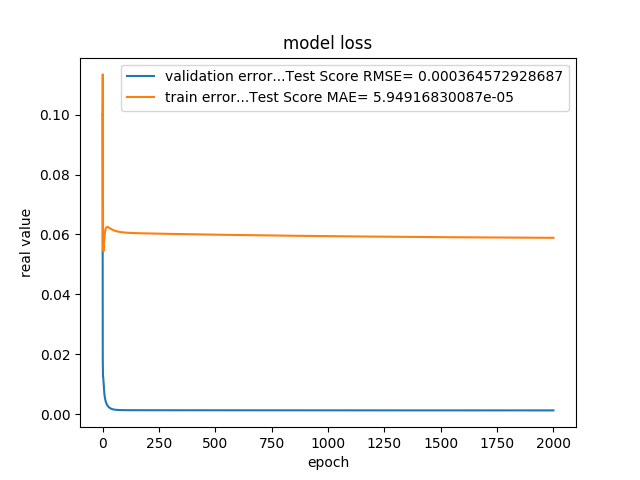 model loss
validation error...Test Score RMSE= 0.000364572928687
train error...Test Score MAE= 5.94916830087e-05
real value
0.10
0.08
0.06
0.04
0.02
0.00
0 250 500 750 1000 1250 1500 1750 2000
epoch